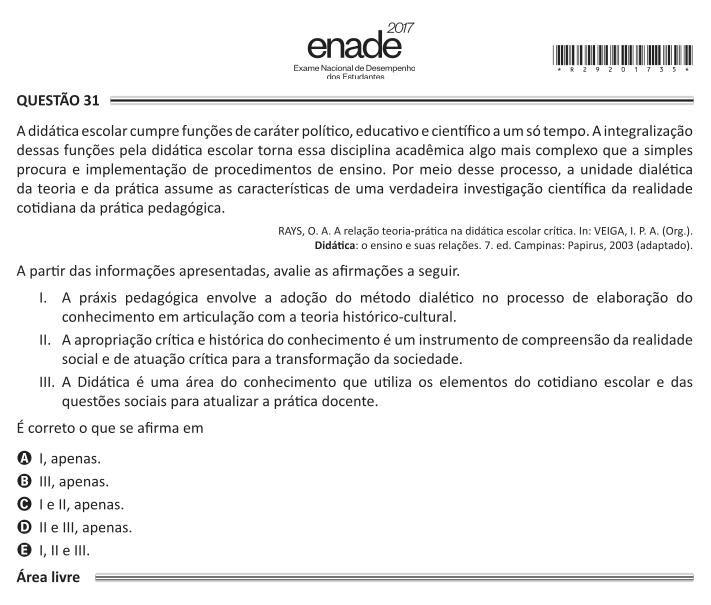 2017
enade
Exame Nacional de Desempenho
dos Estudantes
* R 2 9 2 0 1 7 3 5 *
QUESTÃO 31
A didática escolar cumpre funções de caráter político, educativo e científico a um só tempo. A integralização
dessas funções pela didática escolar torna essa disciplina acadêmica algo mais complexo que a simples
procura e implementação de procedimentos de ensino. Por meio desse processo, a unidade dialética
da teoria e da prática assume as características de uma verdadeira investigação científica da realidade
cotidiana da prática pedagógica.
RAYS, O. A. A relação teoria-prática na didática escolar crítica. In: VEIGA, I. P. A. (Org.).
Didática: o ensino e suas relações. 7. ed. Campinas: Papirus, 2003 (adaptado).
A partir das informações apresentadas, avalie as afirmações a seguir.
I. A práxis pedagógica envolve a adoção do método dialético no processo de elaboração do
conhecimento em articulação com a teoria histórico-cultural.
II. A apropriação crítica e histórica do conhecimento é um instrumento de compreensão da realidade
social e de atuação crítica para a transformação da sociedade.
III. A Didática é uma área do conhecimento que utiliza os elementos do cotidiano escolar e das
questões sociais para atualizar a prática docente.
É correto o que se afirma em
A I, apenas.
B III, apenas.
C I e II, apenas.
D II e III, apenas.
E I, II e III.
Área livre